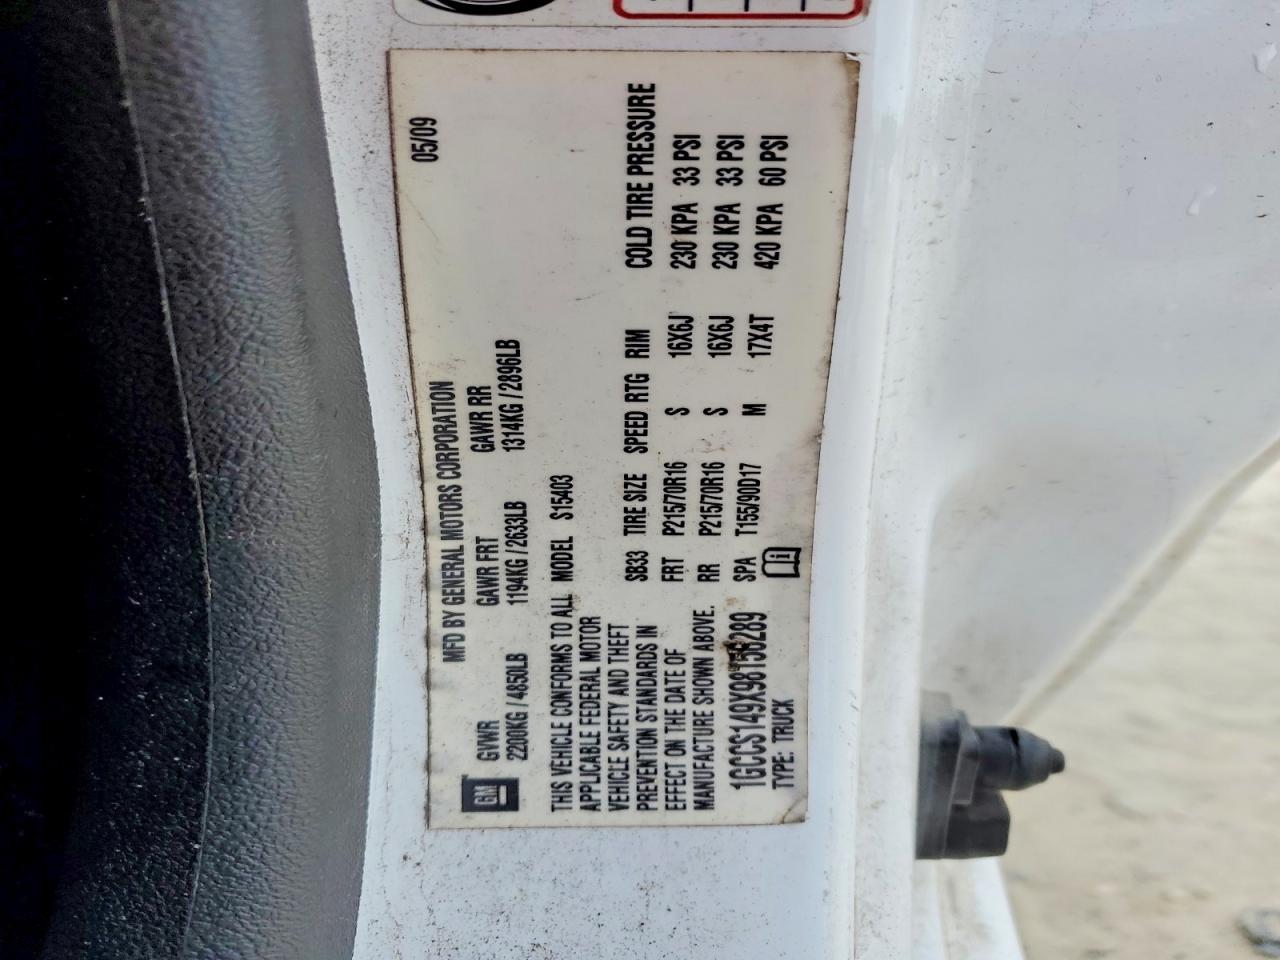 MFD BY GENERAL MOTORS CORPORATION 05/09
GM GVWR GAWR FRT GAWR RR
2200KG / 4850LB 1194KG / 2633LB 1314KG / 2896LB
THIS VEHICLE CONFORMS TO ALL MODEL S15403
APPLICABLE FEDERAL MOTOR
VEHICLE SAFETY AND THEFT
PREVENTION STANDARDS IN
EFFECT ON THE DATE OF
MANUFACTURE SHOWN ABOVE.
SB33 TIRE SIZE SPEED RTG RIM COLD TIRE PRESSURE
FRT P215/70R16 S 16X6J 230 KPA 33 PSI
RR P215/70R16 S 16X6J 230 KPA 33 PSI
SPA T155/90D17 M 17X4T 420 KPA 60 PSI
TYPE: TRUCK